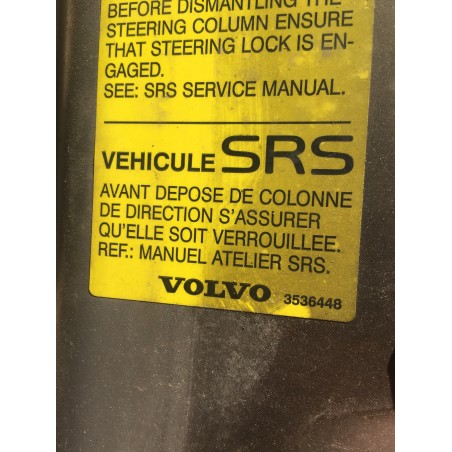 BEFORE DISMANTLING THE
STEERING COLUMN ENSURE
THAT STEERING LOCK IS EN-
GAGED.
SEE: SRS SERVICE MANUAL.
VEHICULE SRS
AVANT DEPOSE DE COLONNE
DE DIRECTION S'ASSURER
QU'ELLE SOIT VERROUILLEE.
REF.: MANUEL ATELIER SRS.
VOLVO 3536448